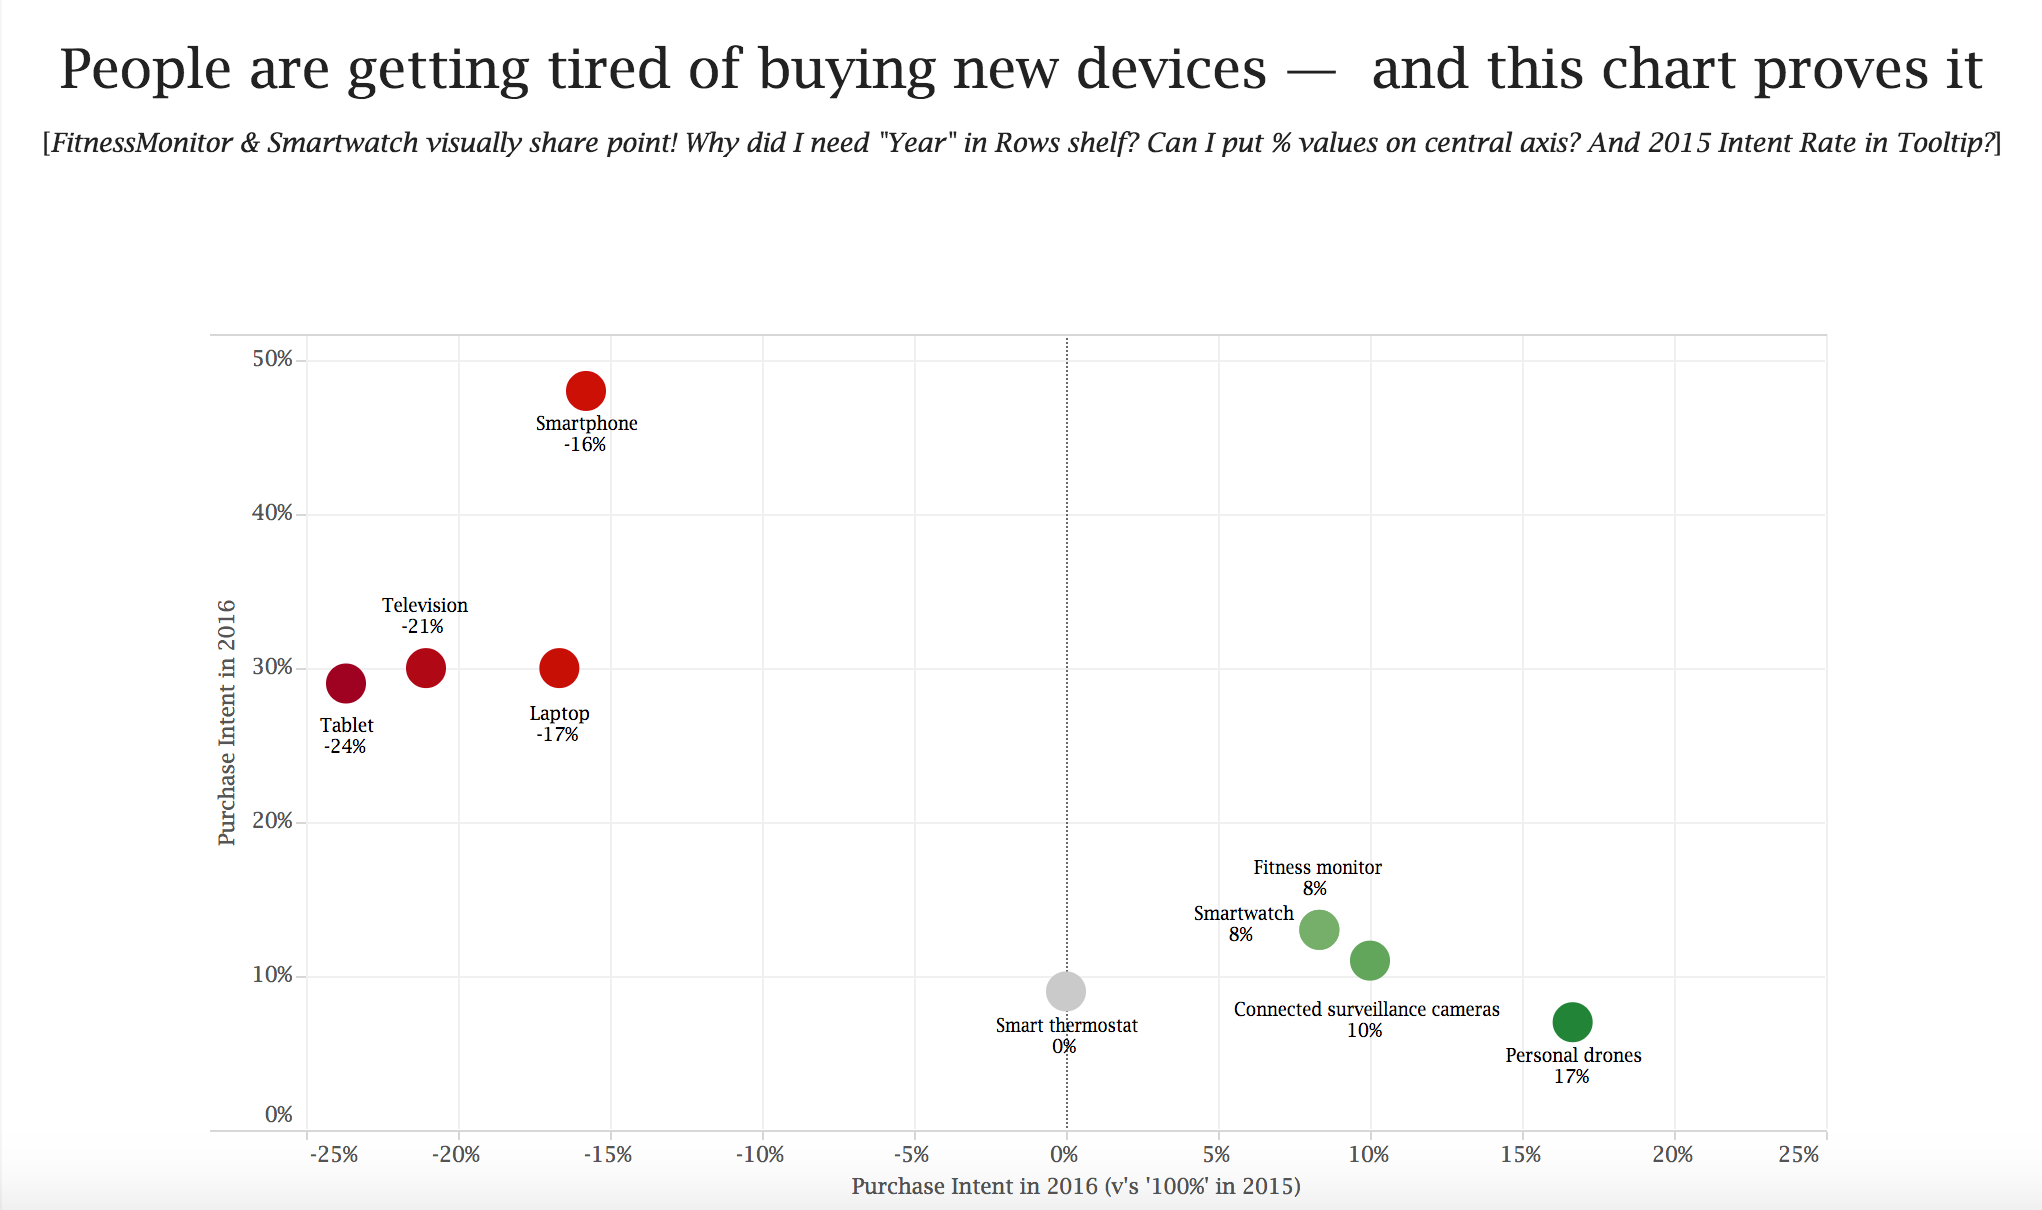 People are getting tired of buying new devices — and this chart proves it
[FitnessMonitor & Smartwatch visually share point! Why did I need "Year" in Rows shelf? Can I put % values on central axis? And 2015 Intent Rate in Tooltip?]
Purchase Intent in 2016
50%
40%
30%
20%
10%
0%
Smartphone
-16%
Television
-21%
Tablet
-24%
Laptop
-17%
Fitness monitor
8%
Smartwatch
8%
Connected surveillance cameras
10%
Smart thermostat
0%
Personal drones
17%
-25% -20% -15% -10% -5% 0% 5% 10% 15% 20% 25%
Purchase Intent in 2016 (v's '100%' in 2015)